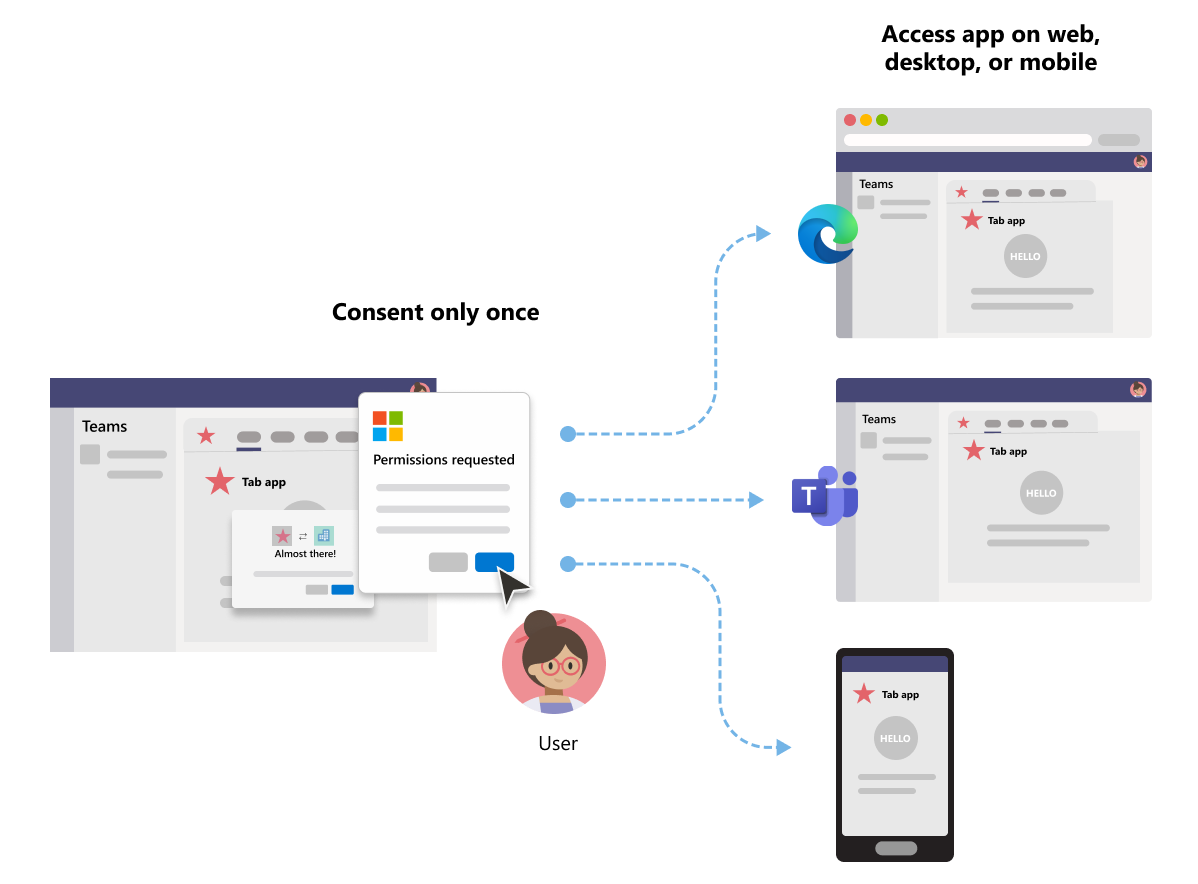 Access app on web,
desktop, or mobile
Teams
Tab app
HELLO
Consent only once
Teams
Tab app
Almost there!
Permissions requested
User
T
Teams
Tab app
HELLO
Tab app
HELLO